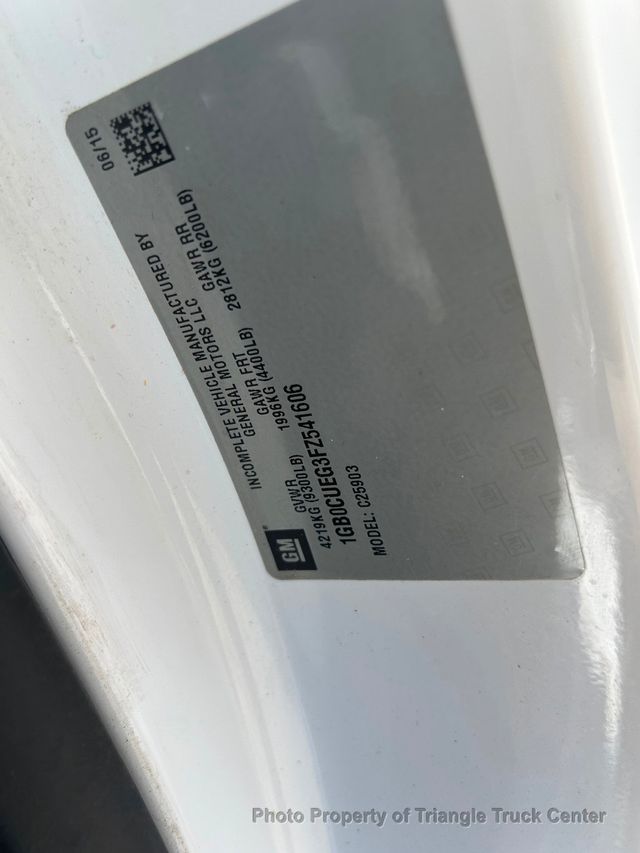 06/15
INCOMPLETE VEHICLE MANUFACTURED BY
GENERAL MOTORS LLC
GVWR GAWR FRT GAWR RR
4219KG (9300LB) 1996KG (4400LB) 2812KG (6200LB)
1GB0CUEG3FZ541606
MODEL: C25903
GM
Photo Property of Triangle Truck Center